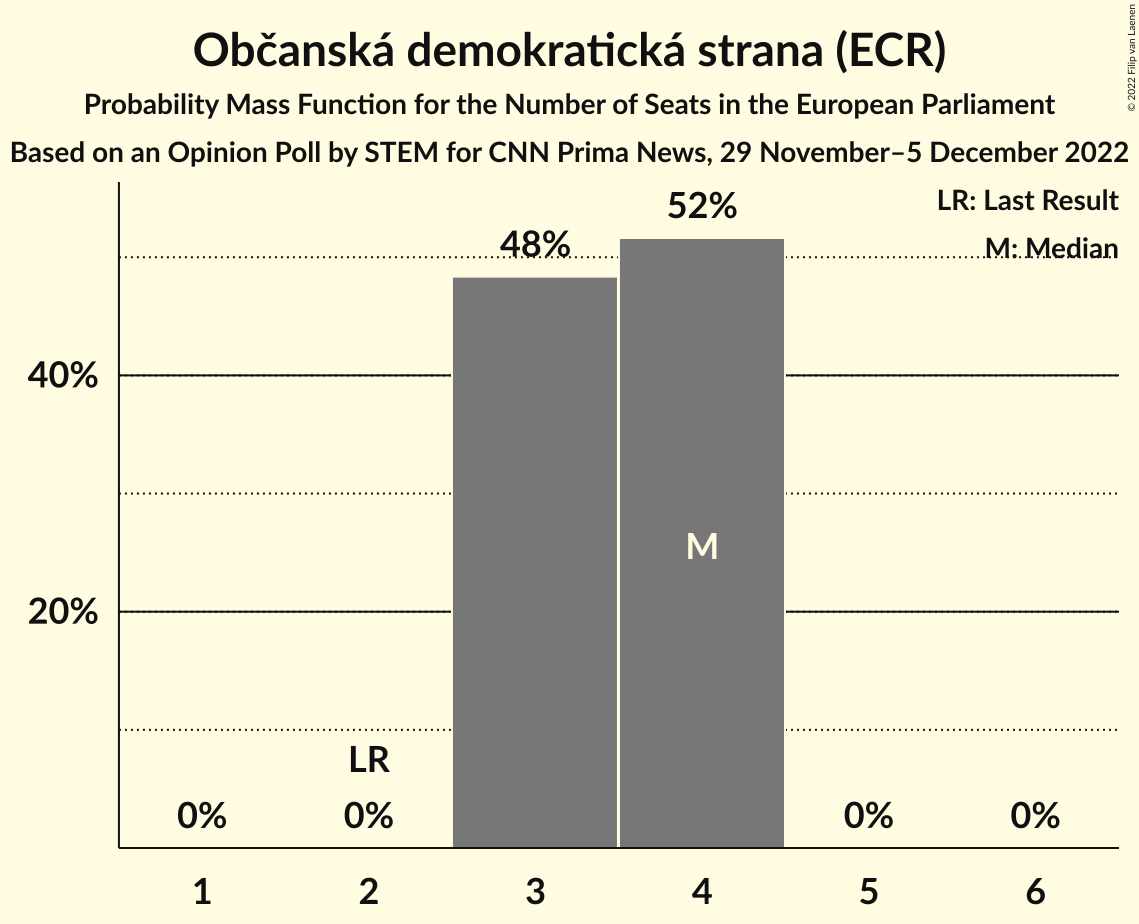 Občanská demokratická strana (ECR)
Probability Mass Function for the Number of Seats in the European Parliament
Based on an Opinion Poll by STEM for CNN Prima News, 29 November–5 December 2022
© 2022 Filip van Laenen
LR: Last Result
M: Median
52%
48%
40%
20%
M
LR
0%
0%
0%
0%
1
2
3
4
5
6